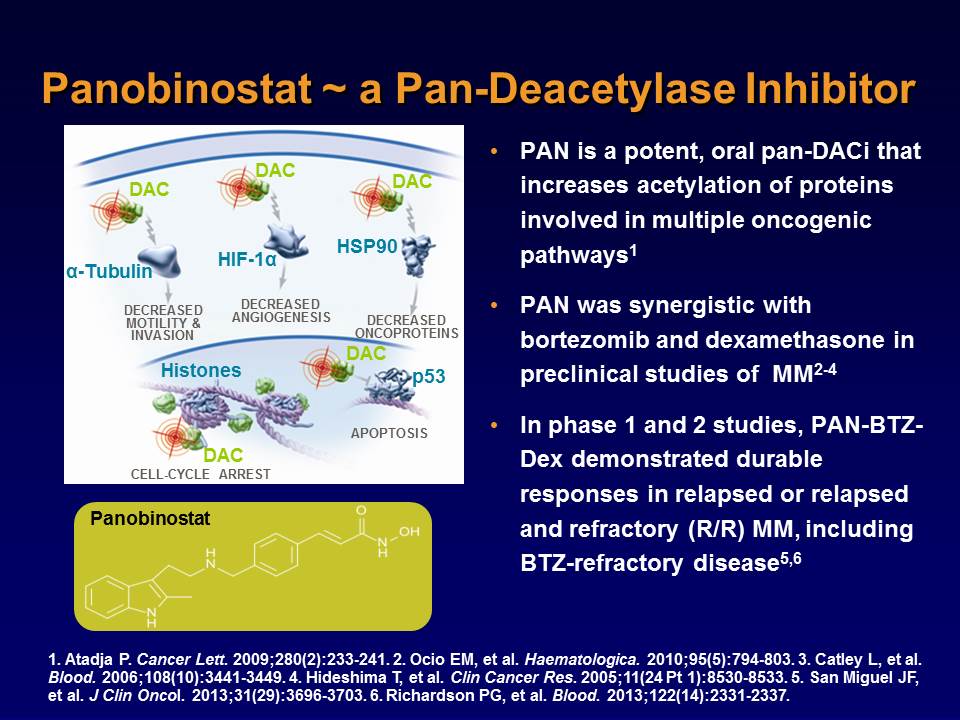 Panobinostat ~ a Pan-Deacetylase Inhibitor
DAC
DAC
DAC
α-Tubulin
HIF-1α
HSP90
DECREASED
MOTILITY &
INVASION
DECREASED
ANGIOGENESIS
DECREASED
ONCOPROTEINS
Histones
DAC
p53
APOPTOSIS
DAC
CELL-CYCLE ARREST
Panobinostat
O
OH
N
H
H
N
N
H
• PAN is a potent, oral pan-DACi that
increases acetylation of proteins
involved in multiple oncogenic
pathways¹
• PAN was synergistic with
bortezomib and dexamethasone in
preclinical studies of MM²⁻⁴
• In phase 1 and 2 studies, PAN-BTZ-
Dex demonstrated durable
responses in relapsed or relapsed
and refractory (R/R) MM, including
BTZ-refractory disease⁵,⁶
1. Atadja P. Cancer Lett. 2009;280(2):233-241. 2. Ocio EM, et al. Haematologica. 2010;95(5):794-803. 3. Catley L, et al.
Blood. 2006;108(10):3441-3449. 4. Hideshima T, et al. Clin Cancer Res. 2005;11(24 Pt 1):8530-8533. 5. San Miguel JF,
et al. J Clin Oncol. 2013;31(29):3696-3703. 6. Richardson PG, et al. Blood. 2013;122(14):2331-2337.